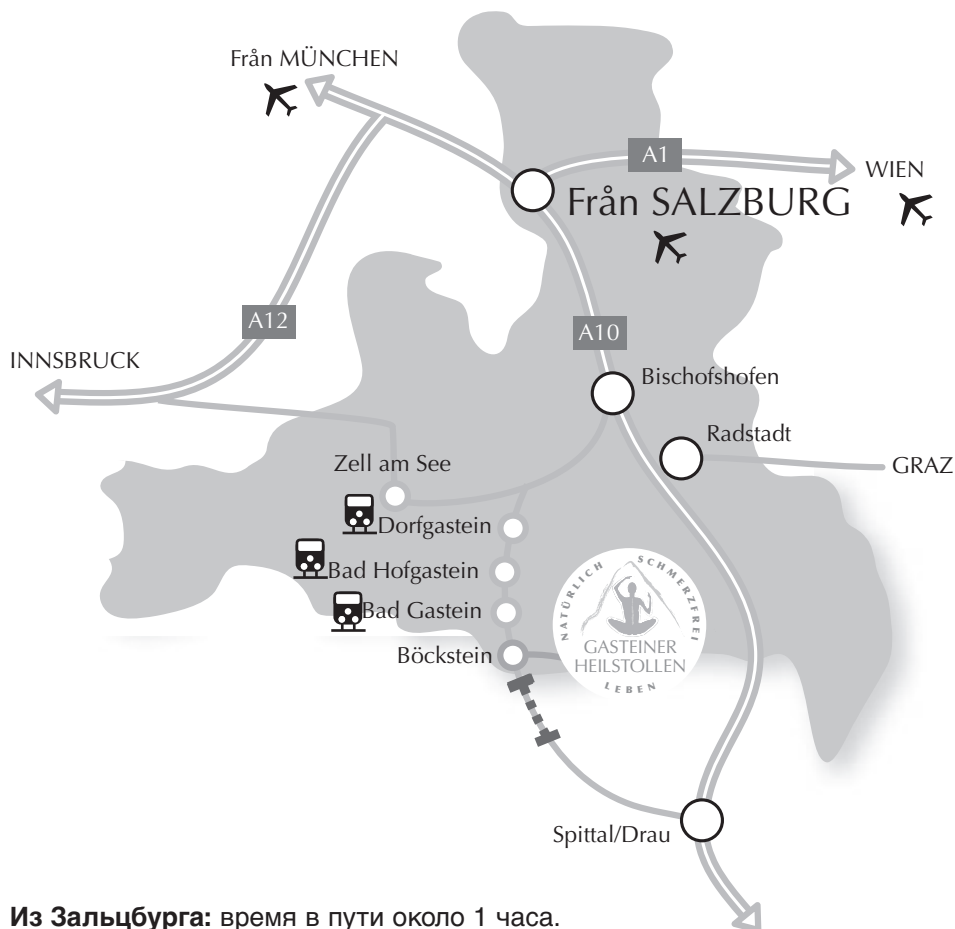 Från MÜNCHEN
A1
WIEN
Från SALZBURG
A12
A10
INNSBRUCK
Bischofshofen
Radstadt
Zell am See
GRAZ
Dorfgastein
Bad Hofgastein
Bad Gastein
Böckstein
NATÜRLICH SCHMERZFREI
GASTEINER
HEILSTOLLEN
LEBEN
Spittal/Drau
Из Зальцбурга: время в пути около 1 часа.